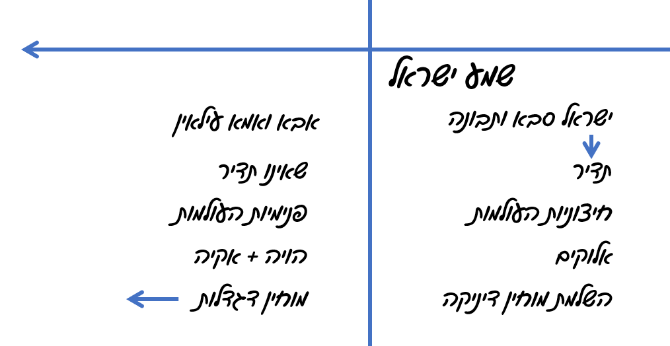 שמע ישראל
ישראל סבא ותבונה
תדיר
חיצוניות העולמות
אלוקים
השלמת מוחין דיניקה
אבא ואמא עילאין
שאינו תדיר
פנימיות העולמות
הויה + אקיה
מוחין דגדלות